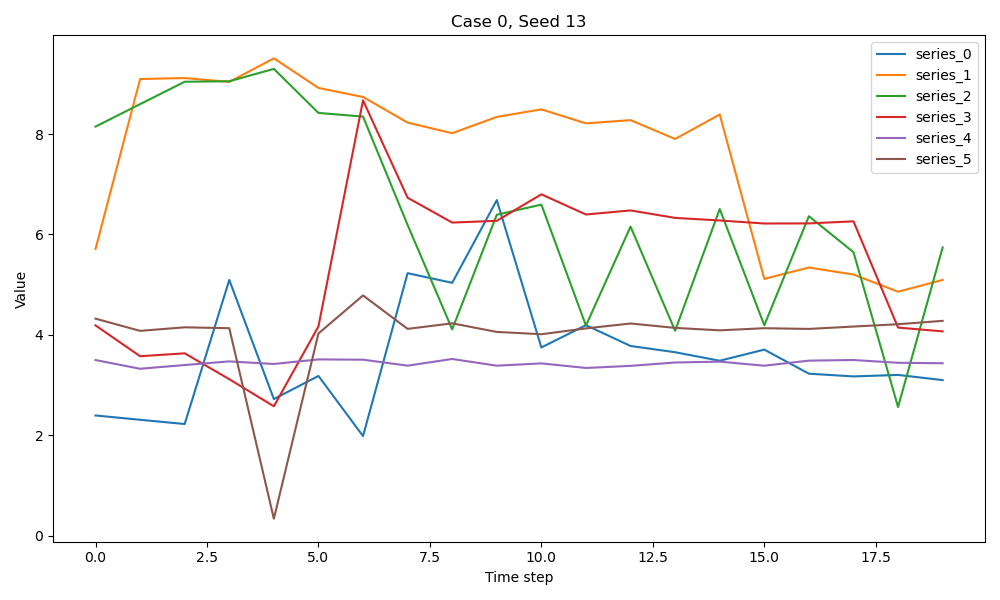 Case 0, Seed 13
series_0
series_1
series_2
series_3
series_4
series_5
Value
8
6
4
2
0
0.0 2.5 5.0 7.5 10.0 12.5 15.0 17.5
Time step